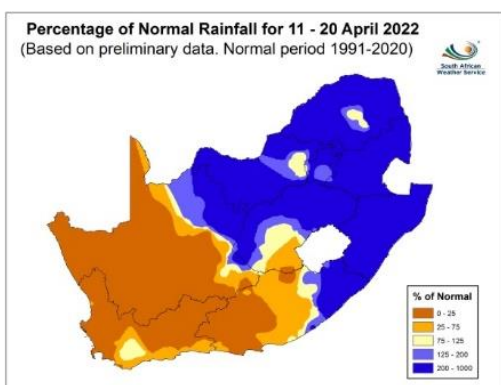 Percentage of Normal Rainfall for 11 - 20 April 2022
(Based on preliminary data. Normal period 1991-2020)
South African
Weather Service
% of Normal
0 - 25
25 - 75
75 - 125
125 - 200
200 - 1000